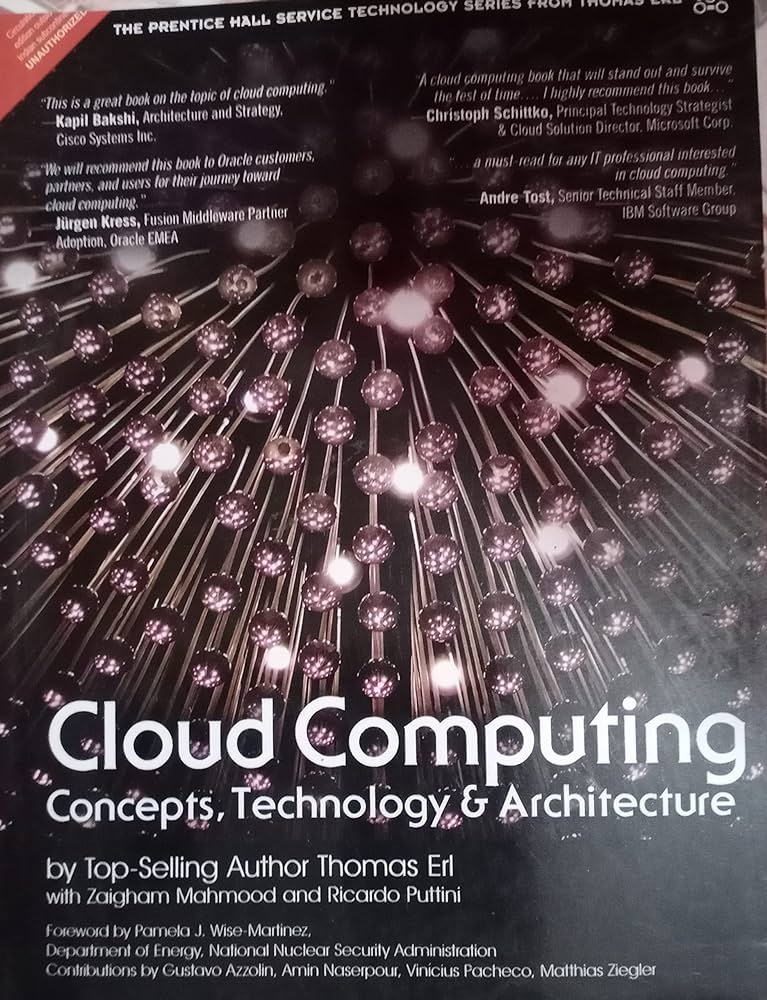 UNAUTHORIZED
THE PRENTICE HALL SERVICE TECHNOLOGY SERIES FROM THOMAS ERL
"This is a great book on the topic of cloud computing."
—Kapil Bakshi, Architecture and Strategy,
Cisco Systems Inc.
"We will recommend this book to Oracle customers,
partners, and users for their journey toward
cloud computing."
Jürgen Kress, Fusion Middleware Partner
Adoption, Oracle EMEA
"A cloud computing book that will stand out and survive
the test of time.... I highly recommend this book..."
Christoph Schittko, Principal Technology Strategist
& Cloud Solution Director, Microsoft Corp.
"... a must-read for any IT professional interested
in cloud computing."
Andre Tost, Senior Technical Staff Member,
IBM Software Group
Cloud Computing
Concepts, Technology & Architecture
by Top-Selling Author Thomas Erl
with Zaigham Mahmood and Ricardo Puttini
Foreword by Pamela J. Wise-Martinez,
Department of Energy, National Nuclear Security Administration
Contributions by Gustavo Azzolin, Amin Naserpour, Vinícius Pacheco, Matthias Ziegler